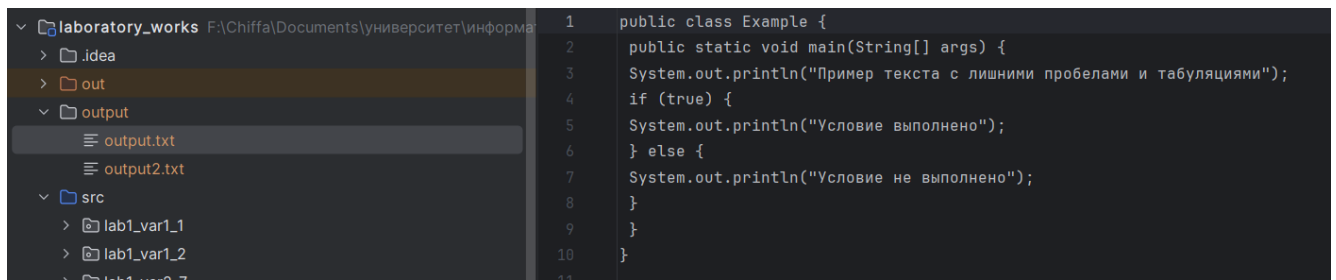 laboratory_works F:\Chiffa\Documents\университет\информат
.idea
out
output
output.txt
output2.txt
src
lab1_var1_1
lab1_var1_2
1 public class Example {
2 public static void main(String[] args) {
3 System.out.println("Пример текста с лишними пробелами и табуляциями");
4 if (true) {
5 System.out.println("Условие выполнено");
6 } else {
7 System.out.println("Условие не выполнено");
8 }
9 }
10 }
11